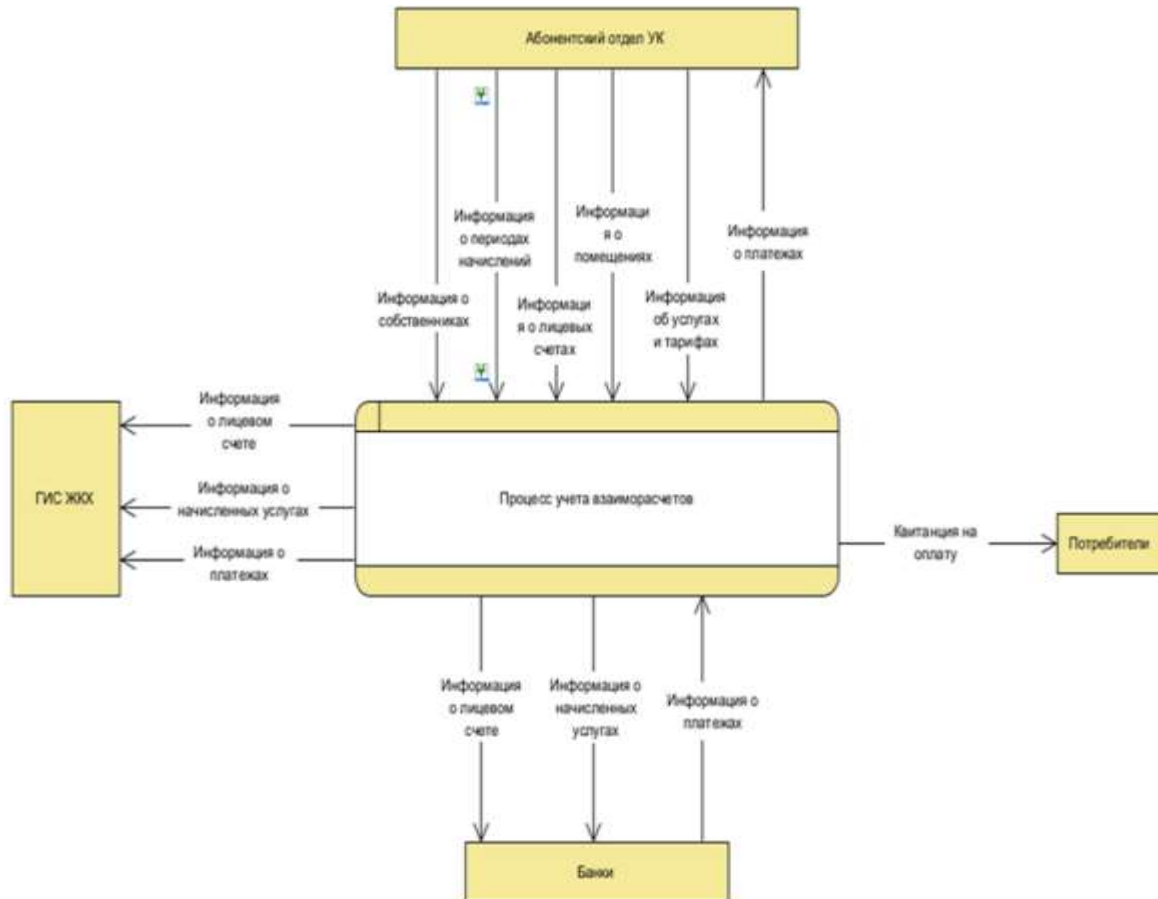 Абонентский отдел УК
Информация о
собственниках
Информация
о периодах
начислений
Информаци
я о лицевых
счетах
Информаци
я о
помещениях
Информация
об услугах
и тарифах
Информация
о платежах
Информация
о лицевом
счете
Информация о
начисленных услугах
Информация о
платежах
ГИС ЖКХ
Процесс учета взаиморасчетов
Квитанция на
оплату
Потребители
Информация
о лицевом
счете
Информация о
начисленных
услугах
Информация о
платежах
Банки